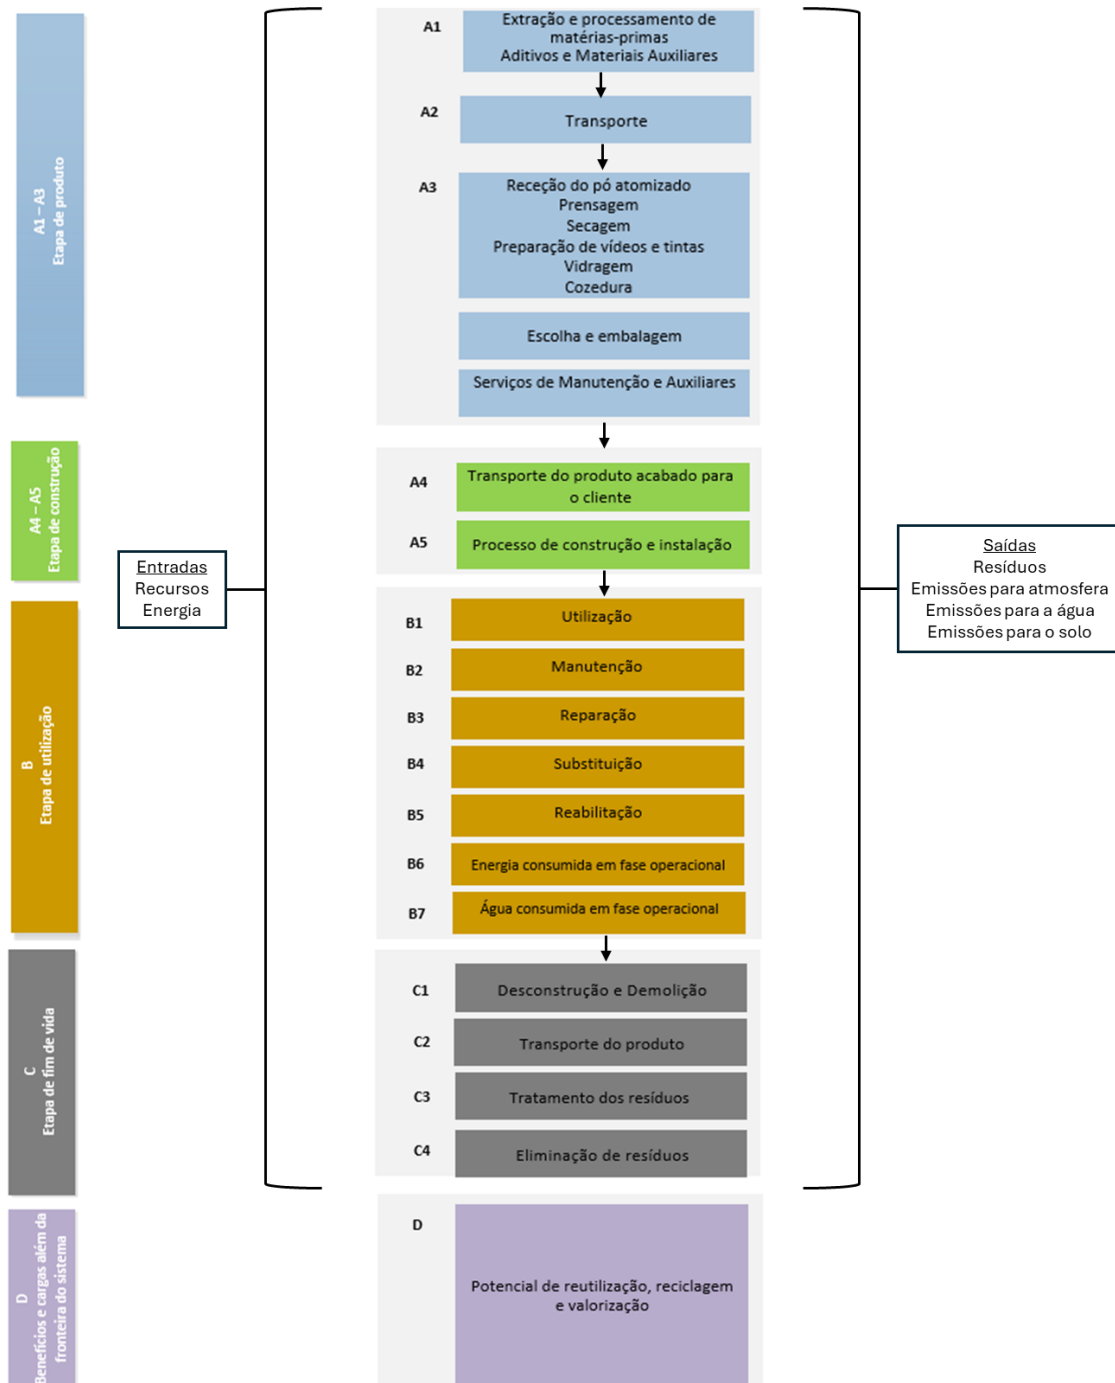 A1 – A3
Etapa de produto
A1
Extração e processamento de
matérias-primas
Aditivos e Materiais Auxiliares
A2
Transporte
A3
Receção do pó atomizado
Prensagem
Secagem
Preparação de vídeos e tintas
Vidragem
Cozedura
Escolha e embalagem
Serviços de Manutenção e Auxiliares
A4 – A5
Etapa de construção
A4
Transporte do produto acabado para
o cliente
A5
Processo de construção e instalação
Entradas
Recursos
Energia
Saídas
Resíduos
Emissões para atmosfera
Emissões para a água
Emissões para o solo
B
Etapa de utilização
B1
Utilização
B2
Manutenção
B3
Reparação
B4
Substituição
B5
Reabilitação
B6
Energia consumida em fase operacional
B7
Água consumida em fase operacional
C
Etapa de fim de vida
C1
Desconstrução e Demolição
C2
Transporte do produto
C3
Tratamento dos resíduos
C4
Eliminação de resíduos
D
Benefícios e cargas além da
fronteira do sistema
D
Potencial de reutilização, reciclagem
e valorização